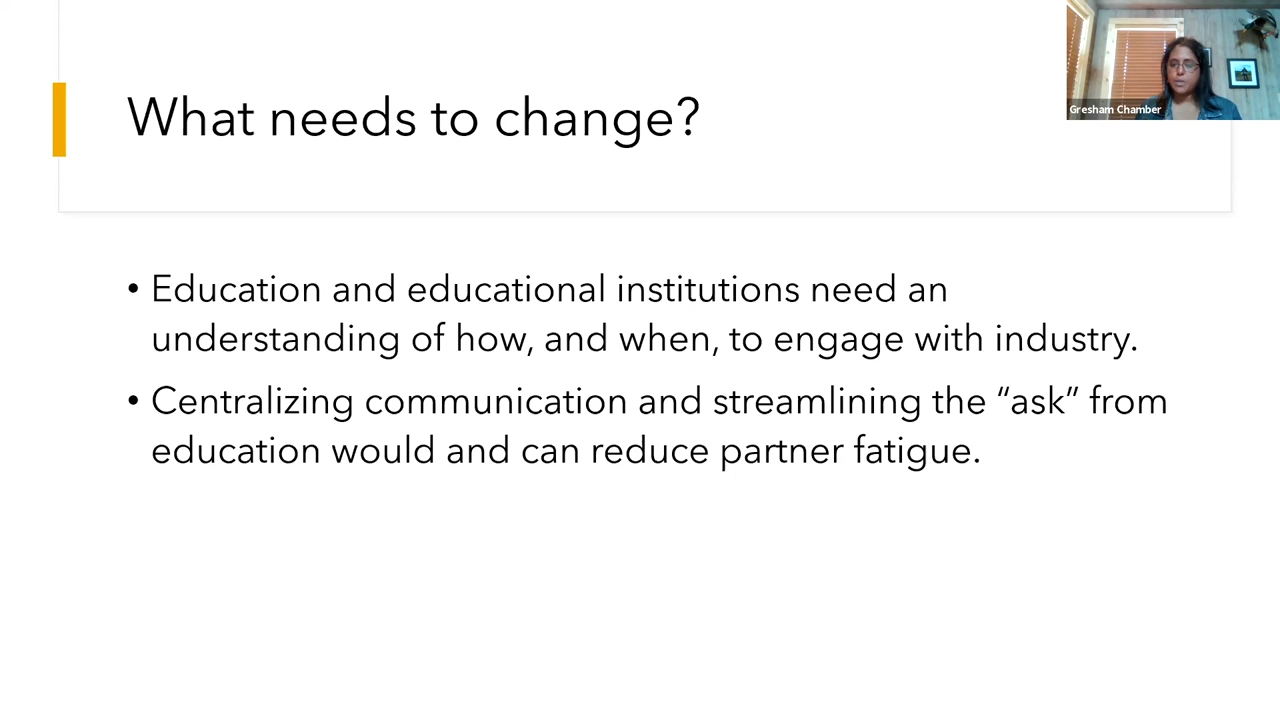 Gresham Chamber
What needs to change?
• Education and educational institutions need an
understanding of how, and when, to engage with industry.
• Centralizing communication and streamlining the “ask” from
education would and can reduce partner fatigue.